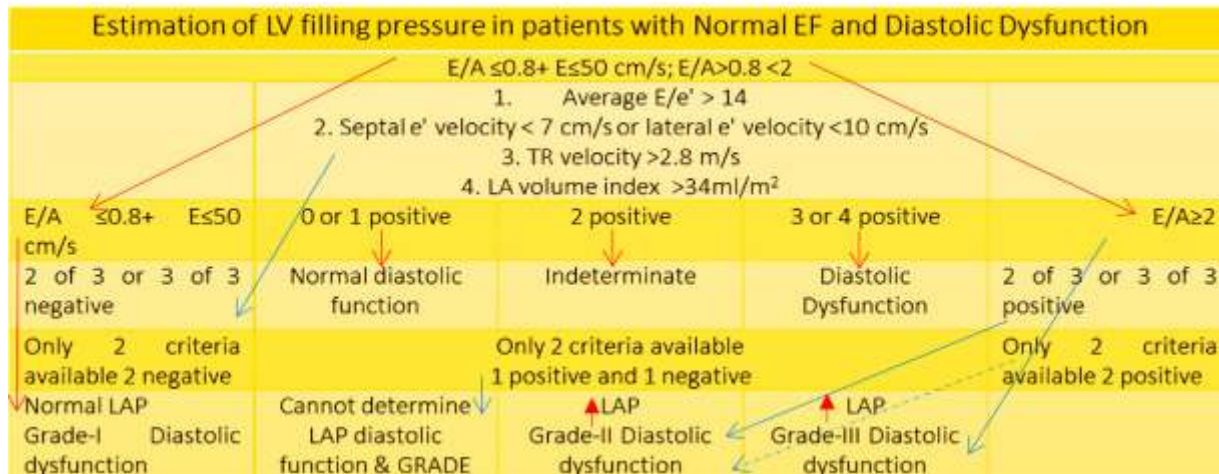 Estimation of LV filling pressure in patients with Normal EF and Diastolic Dysfunction
E/A ≤0.8+ E≤50 cm/s; E/A>0.8 <2
1. Average E/e' > 14
2. Septal e' velocity < 7 cm/s or lateral e' velocity <10 cm/s
3. TR velocity >2.8 m/s
4. LA volume index >34ml/m²
E/A ≤0.8+ E≤50
cm/s
0 or 1 positive
2 positive
3 or 4 positive
E/A≥2
2 of 3 or 3 of 3
negative
Normal diastolic
function
Indeterminate
Diastolic
Dysfunction
2 of 3 or 3 of 3
positive
Only 2 criteria
available 2 negative
Only 2 criteria available
1 positive and 1 negative
Only 2 criteria
available 2 positive
Normal LAP
Grade-I Diastolic
dysfunction
Cannot determine
LAP diastolic
function & GRADE
LAP
Grade-II Diastolic
dysfunction
LAP
Grade-III Diastolic
dysfunction